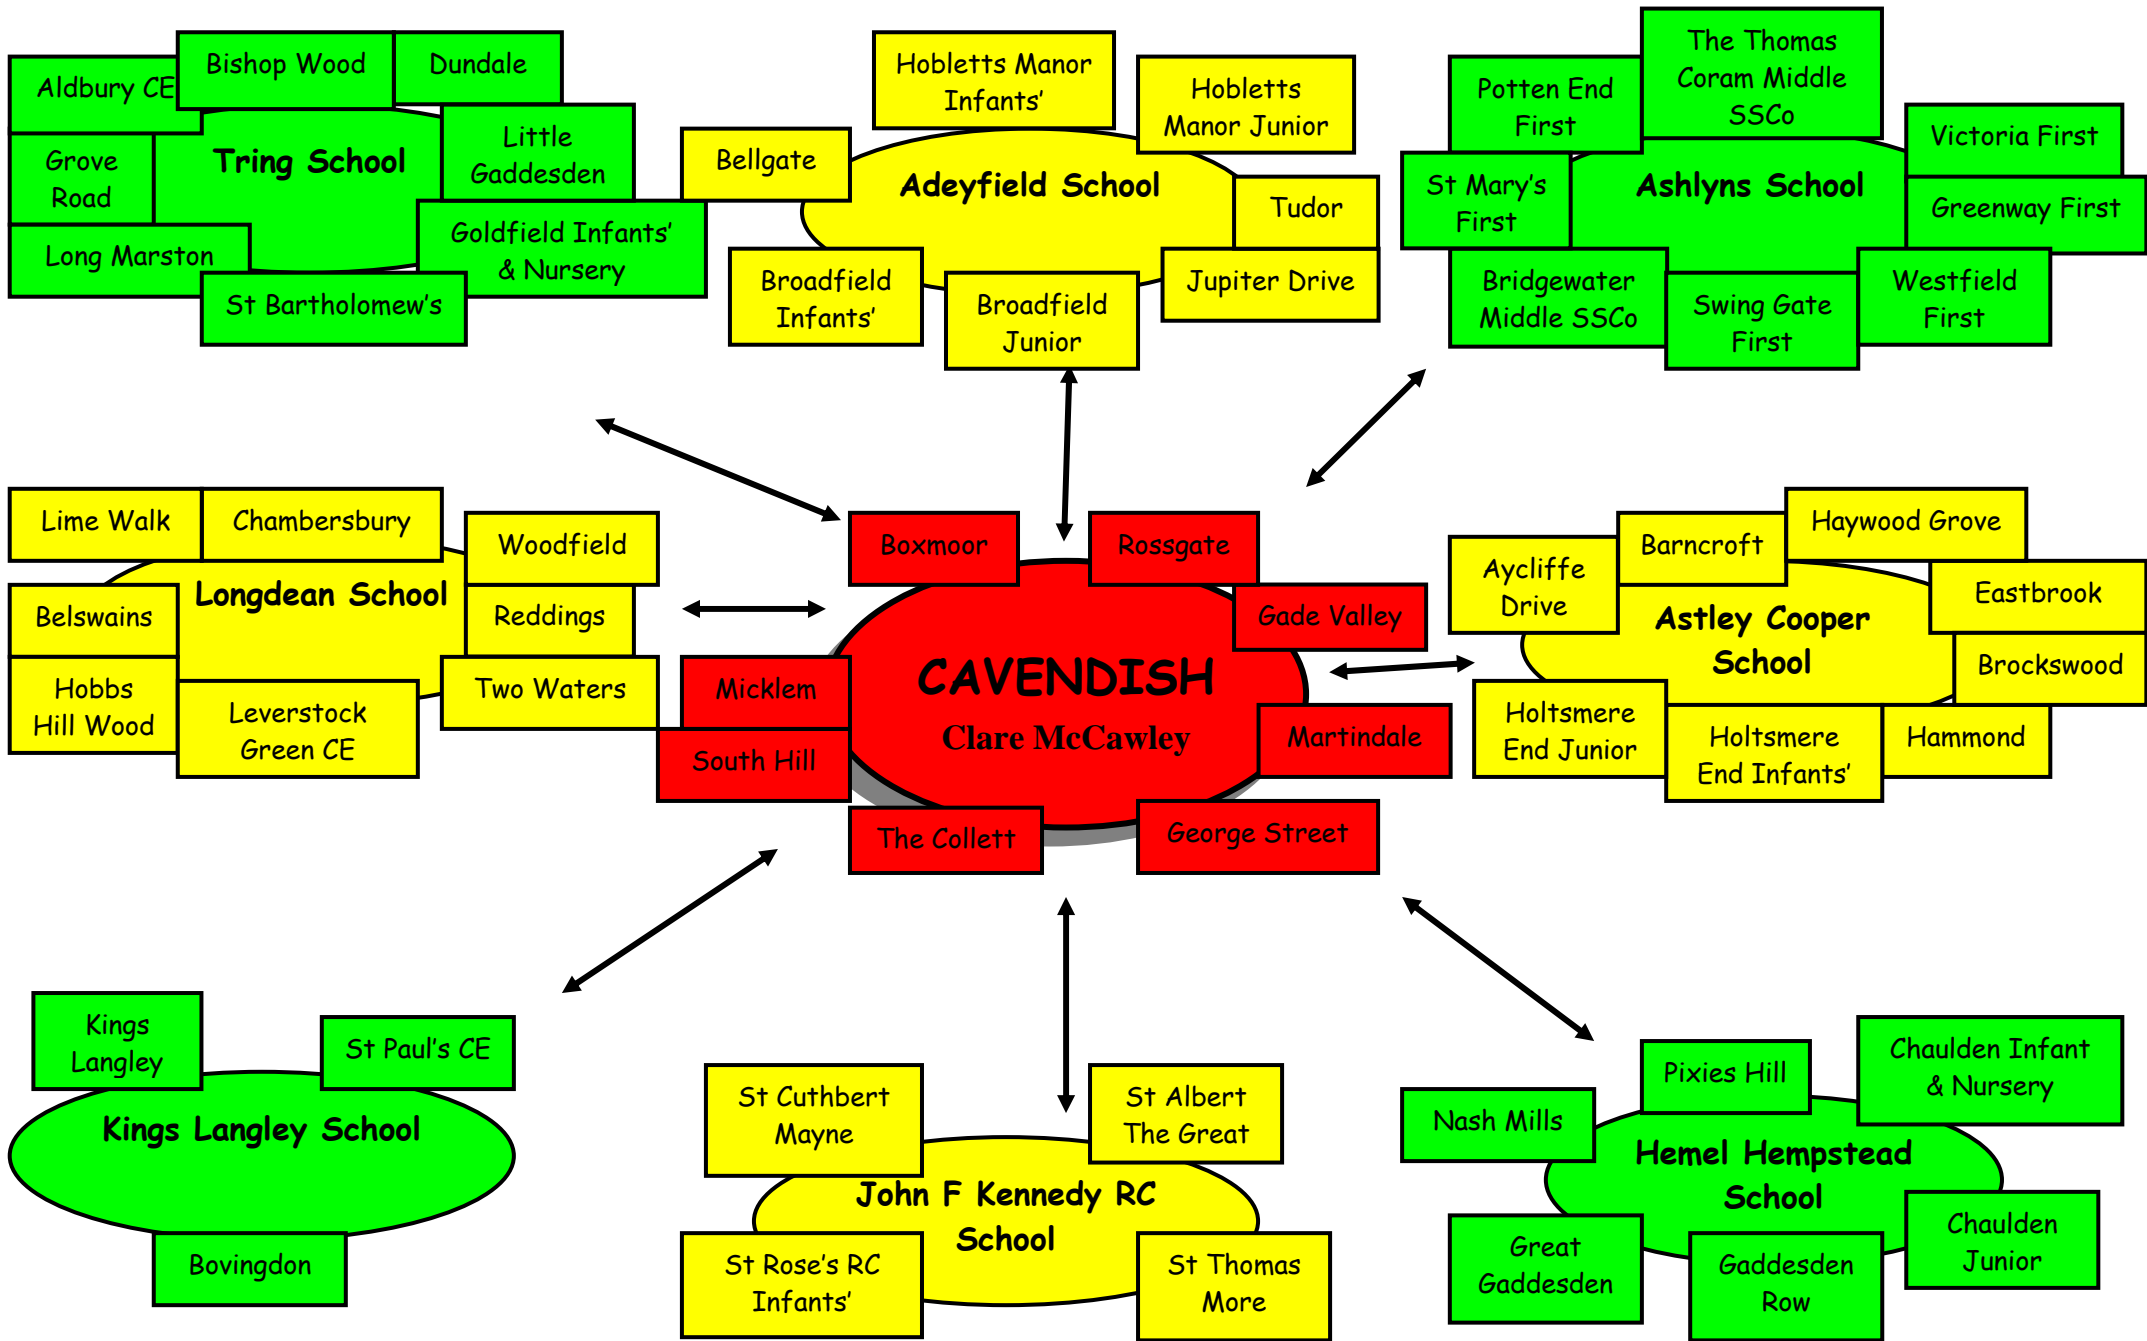 Bishop Wood
Dundale
Aldbury CE
Little
Gaddesden
Grove
Road
Tring School
Goldfield Infants’
& Nursery
Long Marston
St Bartholomew’s
Hobletts Manor
Infants’
Hobletts
Manor Junior
Bellgate
Adeyfield School
Tudor
Broadfield
Infants’
Broadfield
Junior
Jupiter Drive
The Thomas
Coram Middle
SSCo
Potten End
First
Victoria First
St Mary’s
First
Ashlyns School
Greenway First
Bridgewater
Middle SSCo
Swing Gate
First
Westfield
First
Lime Walk
Chambersbury
Woodfield
Longdean School
Belswains
Reddings
Hobbs
Hill Wood
Leverstock
Green CE
Two Waters
Boxmoor
Rossgate
Gade Valley
Micklem
CAVENDISH
Clare McCawley
Martindale
South Hill
The Collett
George Street
Haywood Grove
Barncroft
Aycliffe
Drive
Eastbrook
Astley Cooper
School
Brockswood
Holtsmere
End Junior
Holtsmere
End Infants’
Hammond
Kings
Langley
St Paul’s CE
Kings Langley School
Bovingdon
St Cuthbert
Mayne
St Albert
The Great
John F Kennedy RC
School
St Rose’s RC
Infants’
St Thomas
More
Pixies Hill
Chaulden Infant
& Nursery
Nash Mills
Hemel Hempstead
School
Great
Gaddesden
Gaddesden
Row
Chaulden
Junior